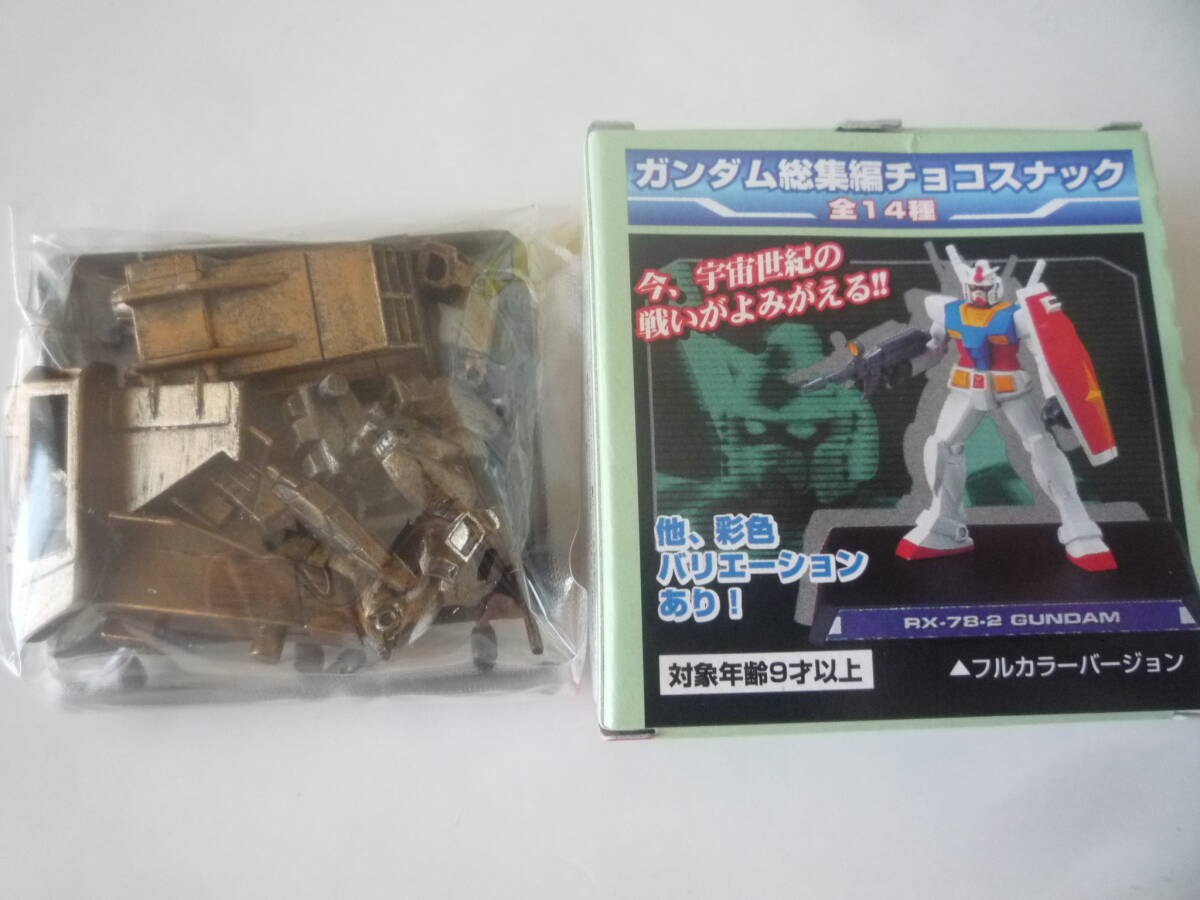 ガンダム総集編チョコスナック
全14種
今、宇宙世紀の
戦いがよみがえる!!
他、彩色
バリエーション
あり！
RX-78-2 GUNDAM
対象年齢9才以上
▲フルカラーバージョン